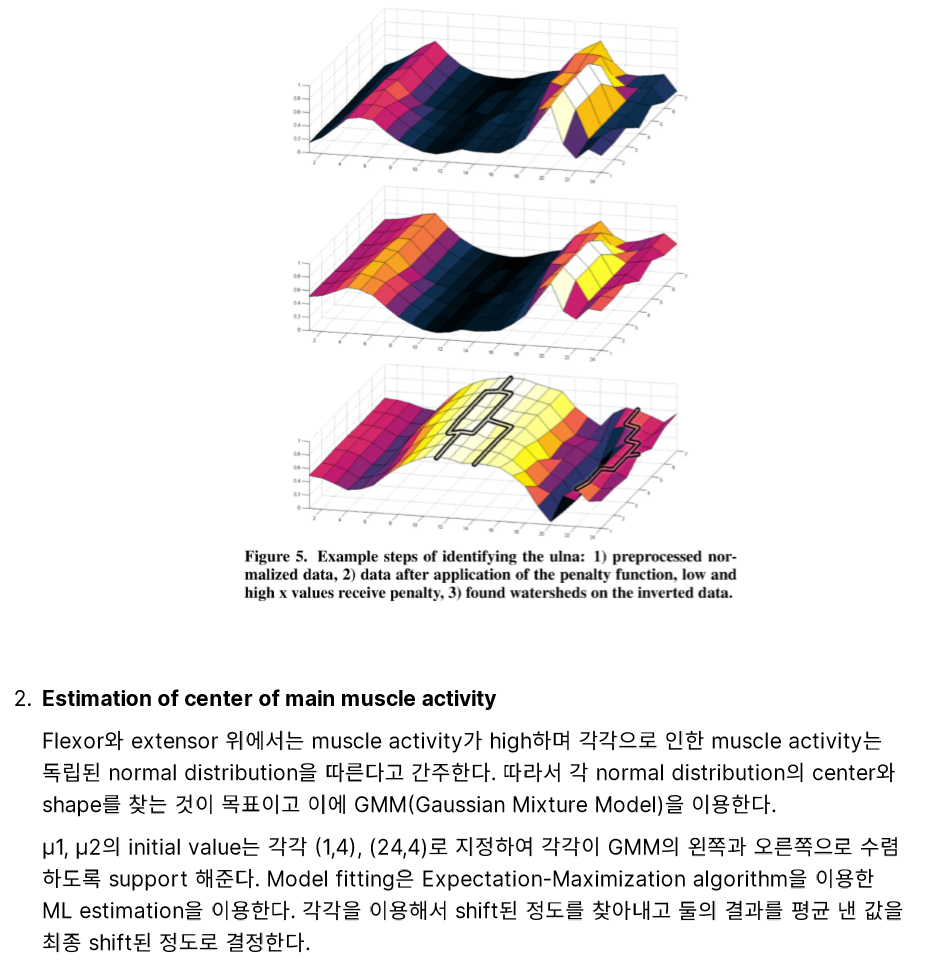 Figure 5. Example steps of identifying the ulna: 1) preprocessed nor-
malized data, 2) data after application of the penalty function, low and
high x values receive penalty, 3) found watersheds on the inverted data.
2. Estimation of center of main muscle activity
Flexor와 extensor 위에서는 muscle activity가 high하며 각각으로 인한 muscle activity는
독립된 normal distribution을 따른다고 간주한다. 따라서 각 normal distribution의 center와
shape를 찾는 것이 목표이고 이에 GMM(Gaussian Mixture Model)을 이용한다.
μ1, μ2의 initial value는 각각 (1,4), (24,4)로 지정하여 각각이 GMM의 왼쪽과 오른쪽으로 수렴
하도록 support 해준다. Model fitting은 Expectation-Maximization algorithm을 이용한
ML estimation을 이용한다. 각각을 이용해서 shift된 정도를 찾아내고 둘의 결과를 평균 낸 값을
최종 shift된 정도로 결정한다.